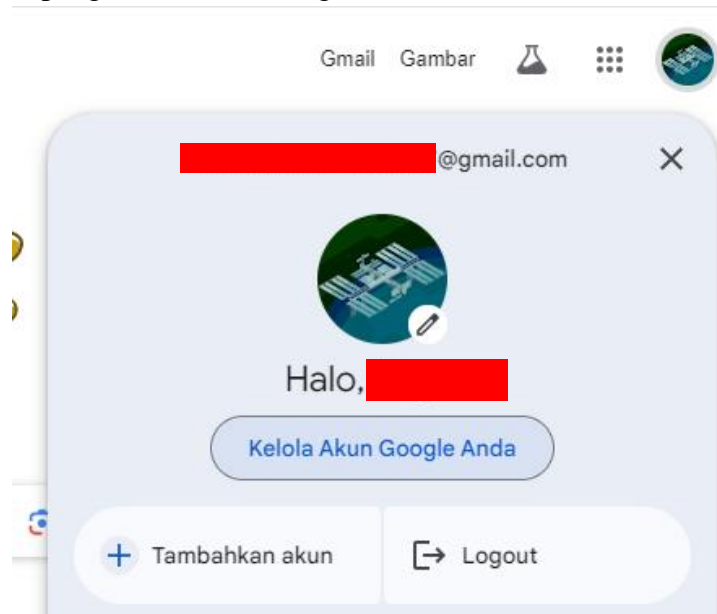 Gmail Gambar
@gmail.com
Halo,
Kelola Akun Google Anda
Tambahkan akun
Logout